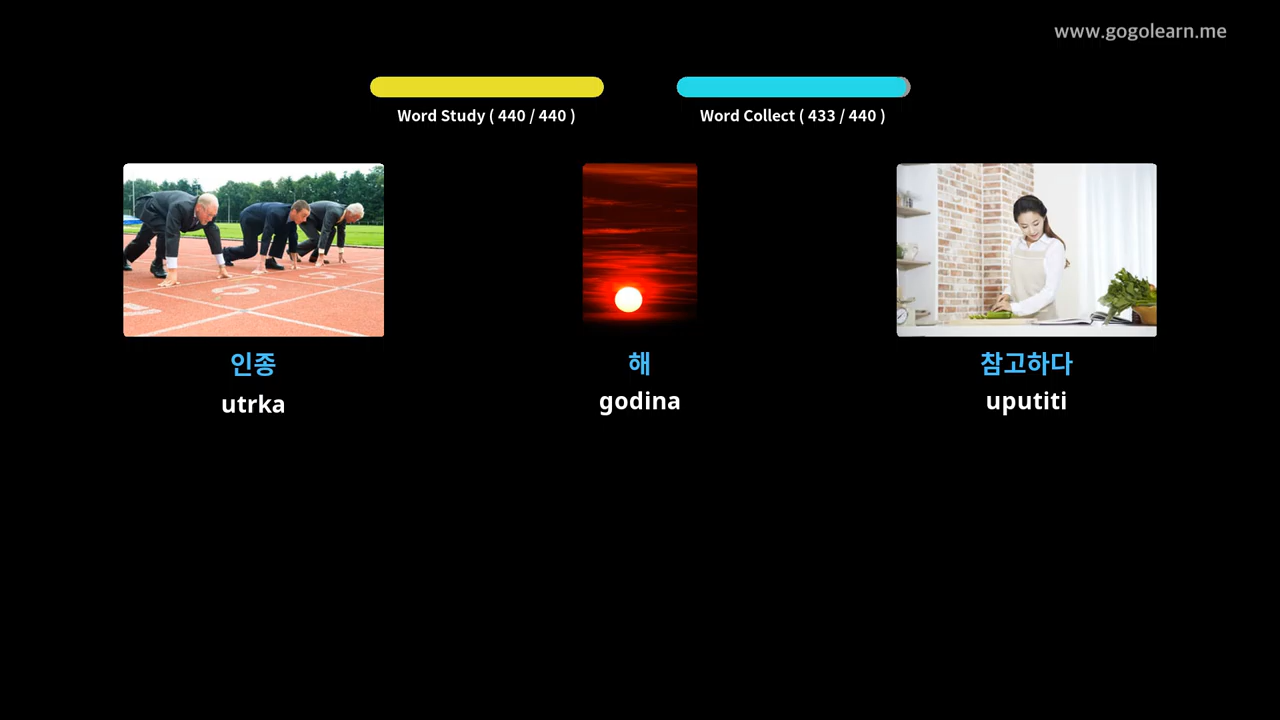 www.gogolearn.me
Word Study ( 440 / 440 )
Word Collect ( 433 / 440 )
인종
utrka
해
godina
참고하다
uputiti